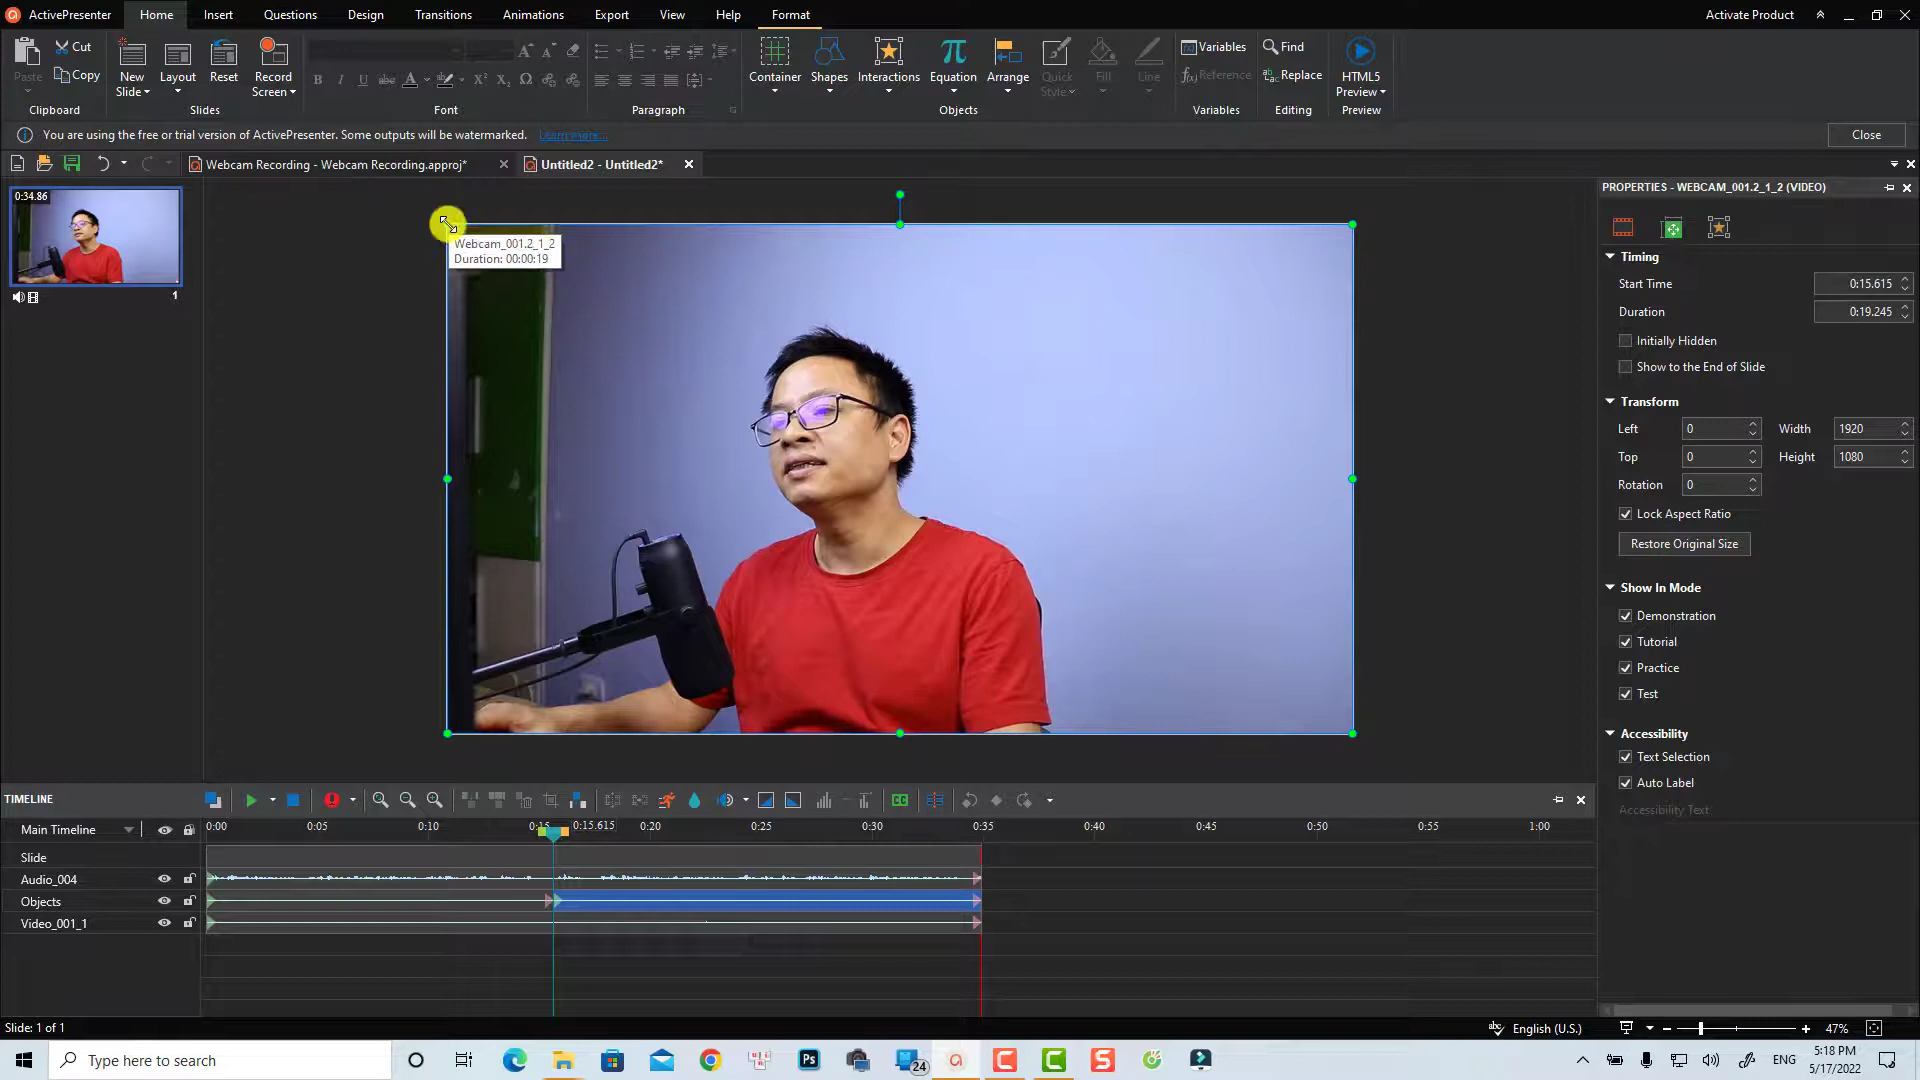 ActivePresenter Home Insert Questions Design Transitions Animations Export View Help Format Activate Product
Paste Cut Copy Clipboard
New Slide Layout Reset Record Screen Slides
Font
Paragraph
Container Shapes Interactions Equation Arrange Quick Style Fill Line Objects
Variables Reference Variables
Find Replace Editing
HTML5 Preview Preview
You are using the free or trial version of ActivePresenter. Some outputs will be watermarked. Learn more... Close
Webcam Recording - Webcam Recording.approj* Untitled2 - Untitled2*
0:34.86
1
Webcam_001.2_1_2
Duration: 00:00:19
PROPERTIES - WEBCAM_001.2_1_2 (VIDEO)
Timing
Start Time 0:15.615
Duration 0:19.245
Initially Hidden
Show to the End of Slide
Transform
Left 0 Width 1920
Top 0 Height 1080
Rotation 0
Lock Aspect Ratio
Restore Original Size
Show In Mode
Demonstration
Tutorial
Practice
Test
Accessibility
Text Selection
Auto Label
Accessibility Text
TIMELINE CC
Main Timeline 0:00 0:05 0:10 0:15 0:15.615 0:20 0:25 0:30 0:35 0:40 0:45 0:50 0:55 1:00
Slide
Audio_004
Objects
Video_001_1
Slide: 1 of 1 English (U.S.) 47%
Type here to search Ps 24 ENG 5:18 PM
5/17/2022